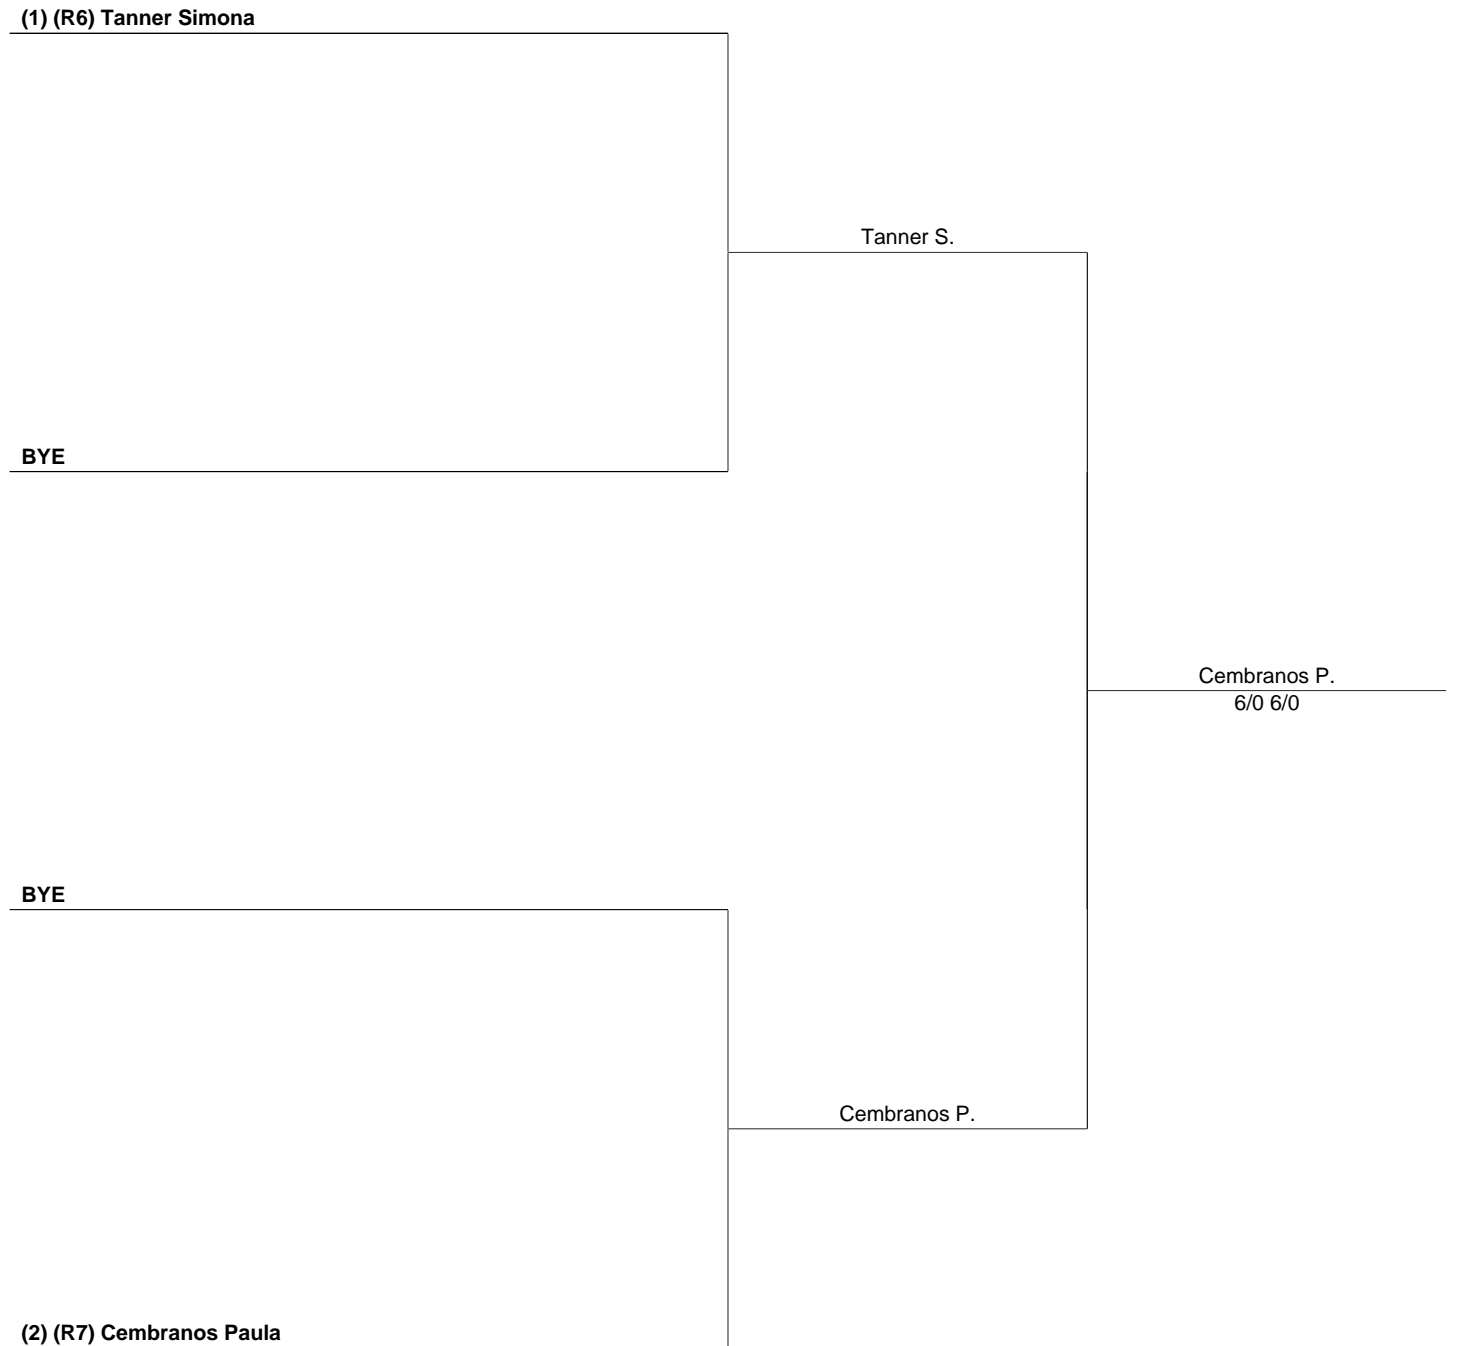 (1) (R6) Tanner Simona
Tanner S.
BYE
Cembranos P.
6/0 6/0
BYE
Cembranos P.
(2) (R7) Cembranos Paula